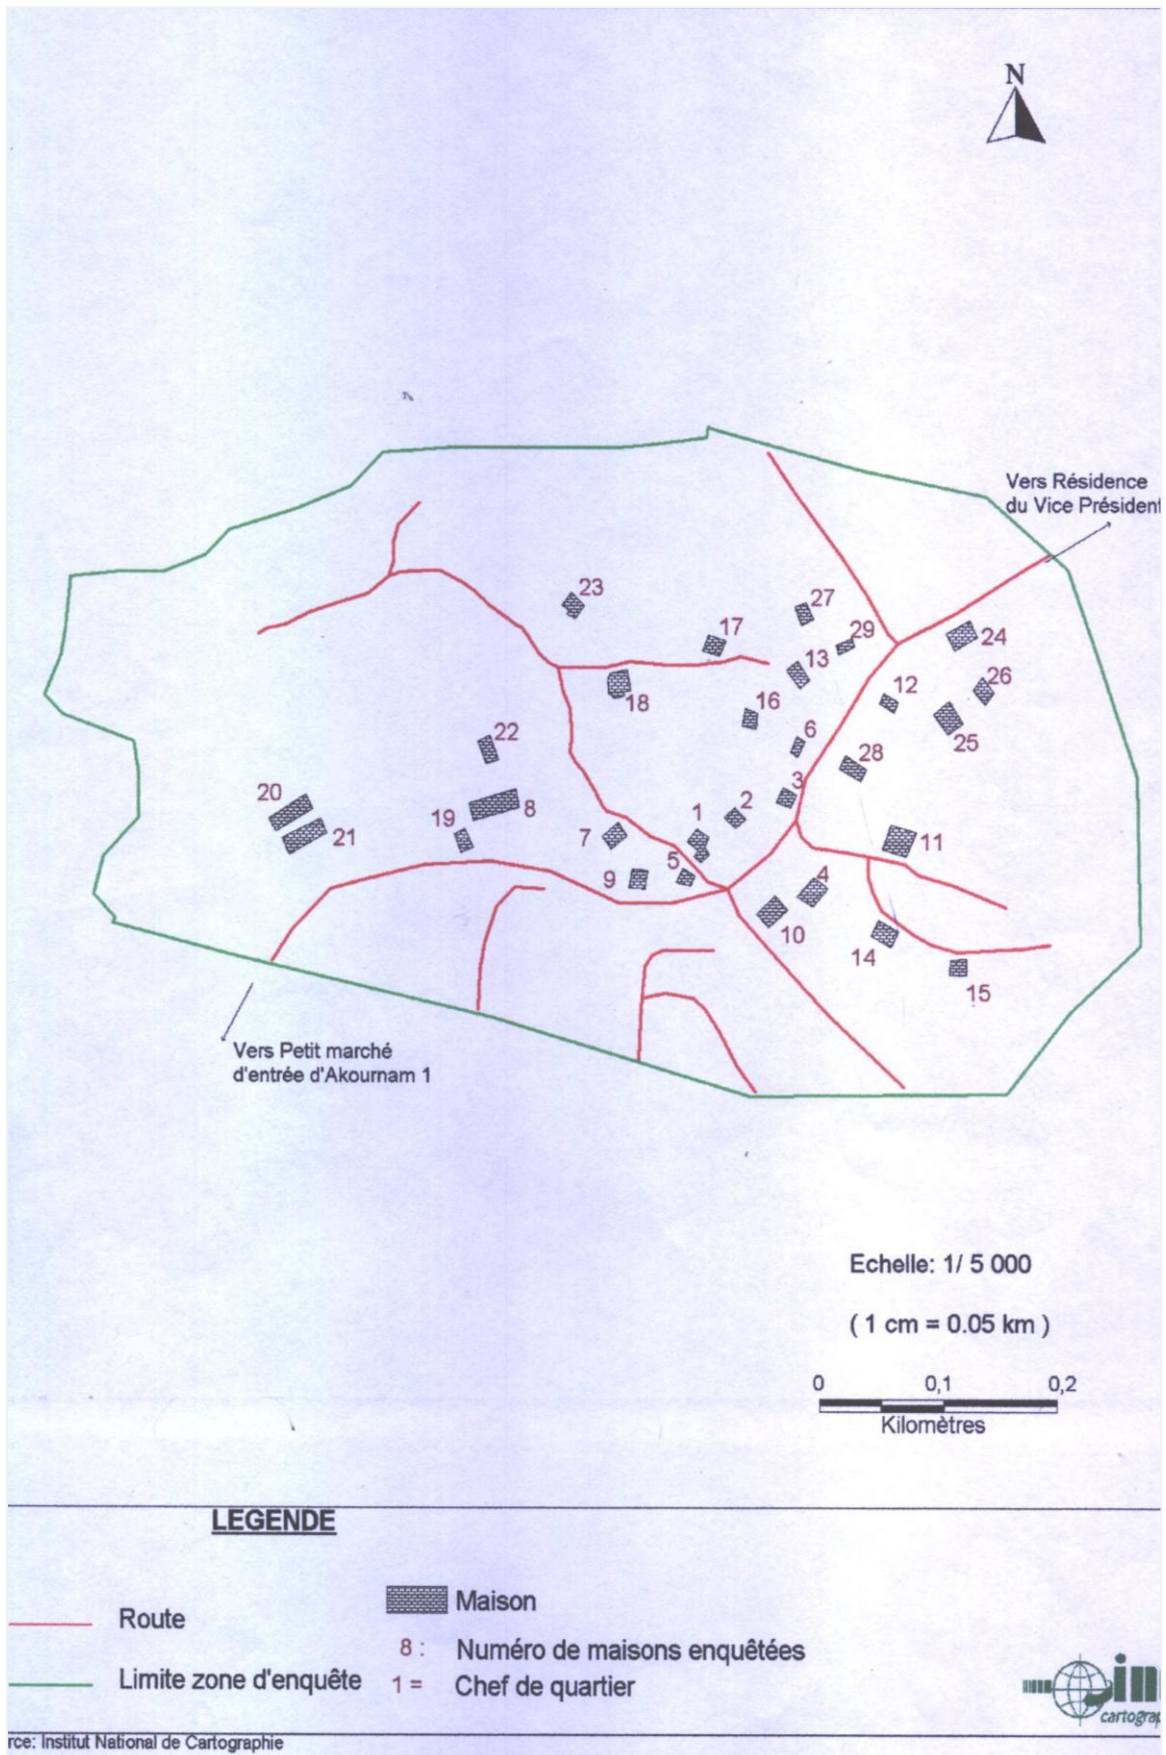 N
Vers Résidence
du Vice Président
23
27
17
29
24
13
26
18
16
12
25
22
6
28
20
8
3
21
19
7
1
2
11
5
9
4
10
14
15
Vers Petit marché
d'entrée d'Akournam 1
Echelle: 1/ 5 000
( 1 cm = 0.05 km )
0 0,1 0,2
Kilomètres
LEGENDE
Maison
Route
8 : Numéro de maisons enquêtées
Limite zone d'enquête
1 = Chef de quartier
rce: Institut National de Cartographie